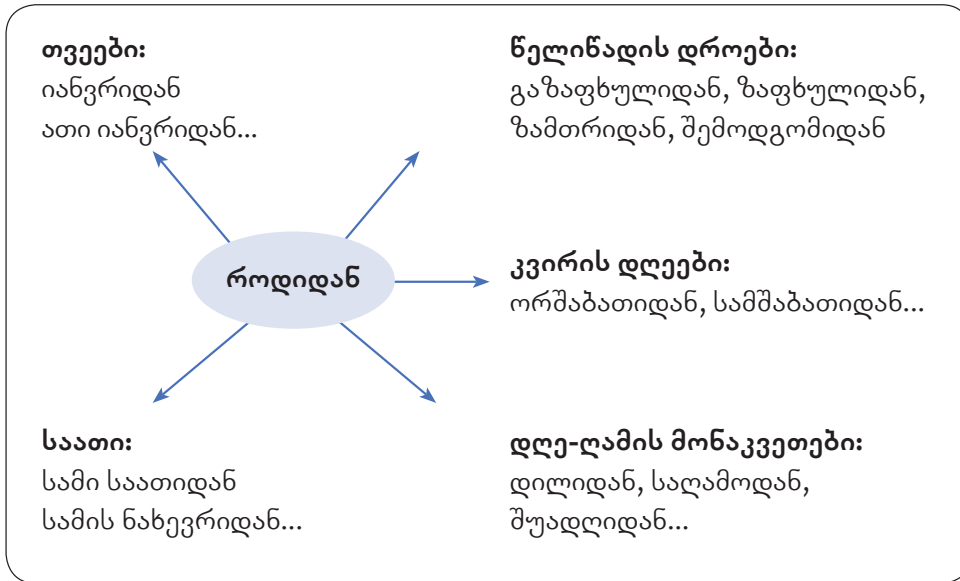 თვეები:
იანვრიდან
ათი იანვრიდან...
წელიწადის დროები:
გაზაფხულიდან, ზაფხულიდან,
ზამთრიდან, შემოდგომიდან
როდიდან
კვირის დღეები:
ორშაბათიდან, სამშაბათიდან...
საათი:
სამი საათიდან
სამის ნახევრიდან...
დღე-ღამის მონაკვეთები:
დილიდან, საღამოდან,
შუადღიდან...